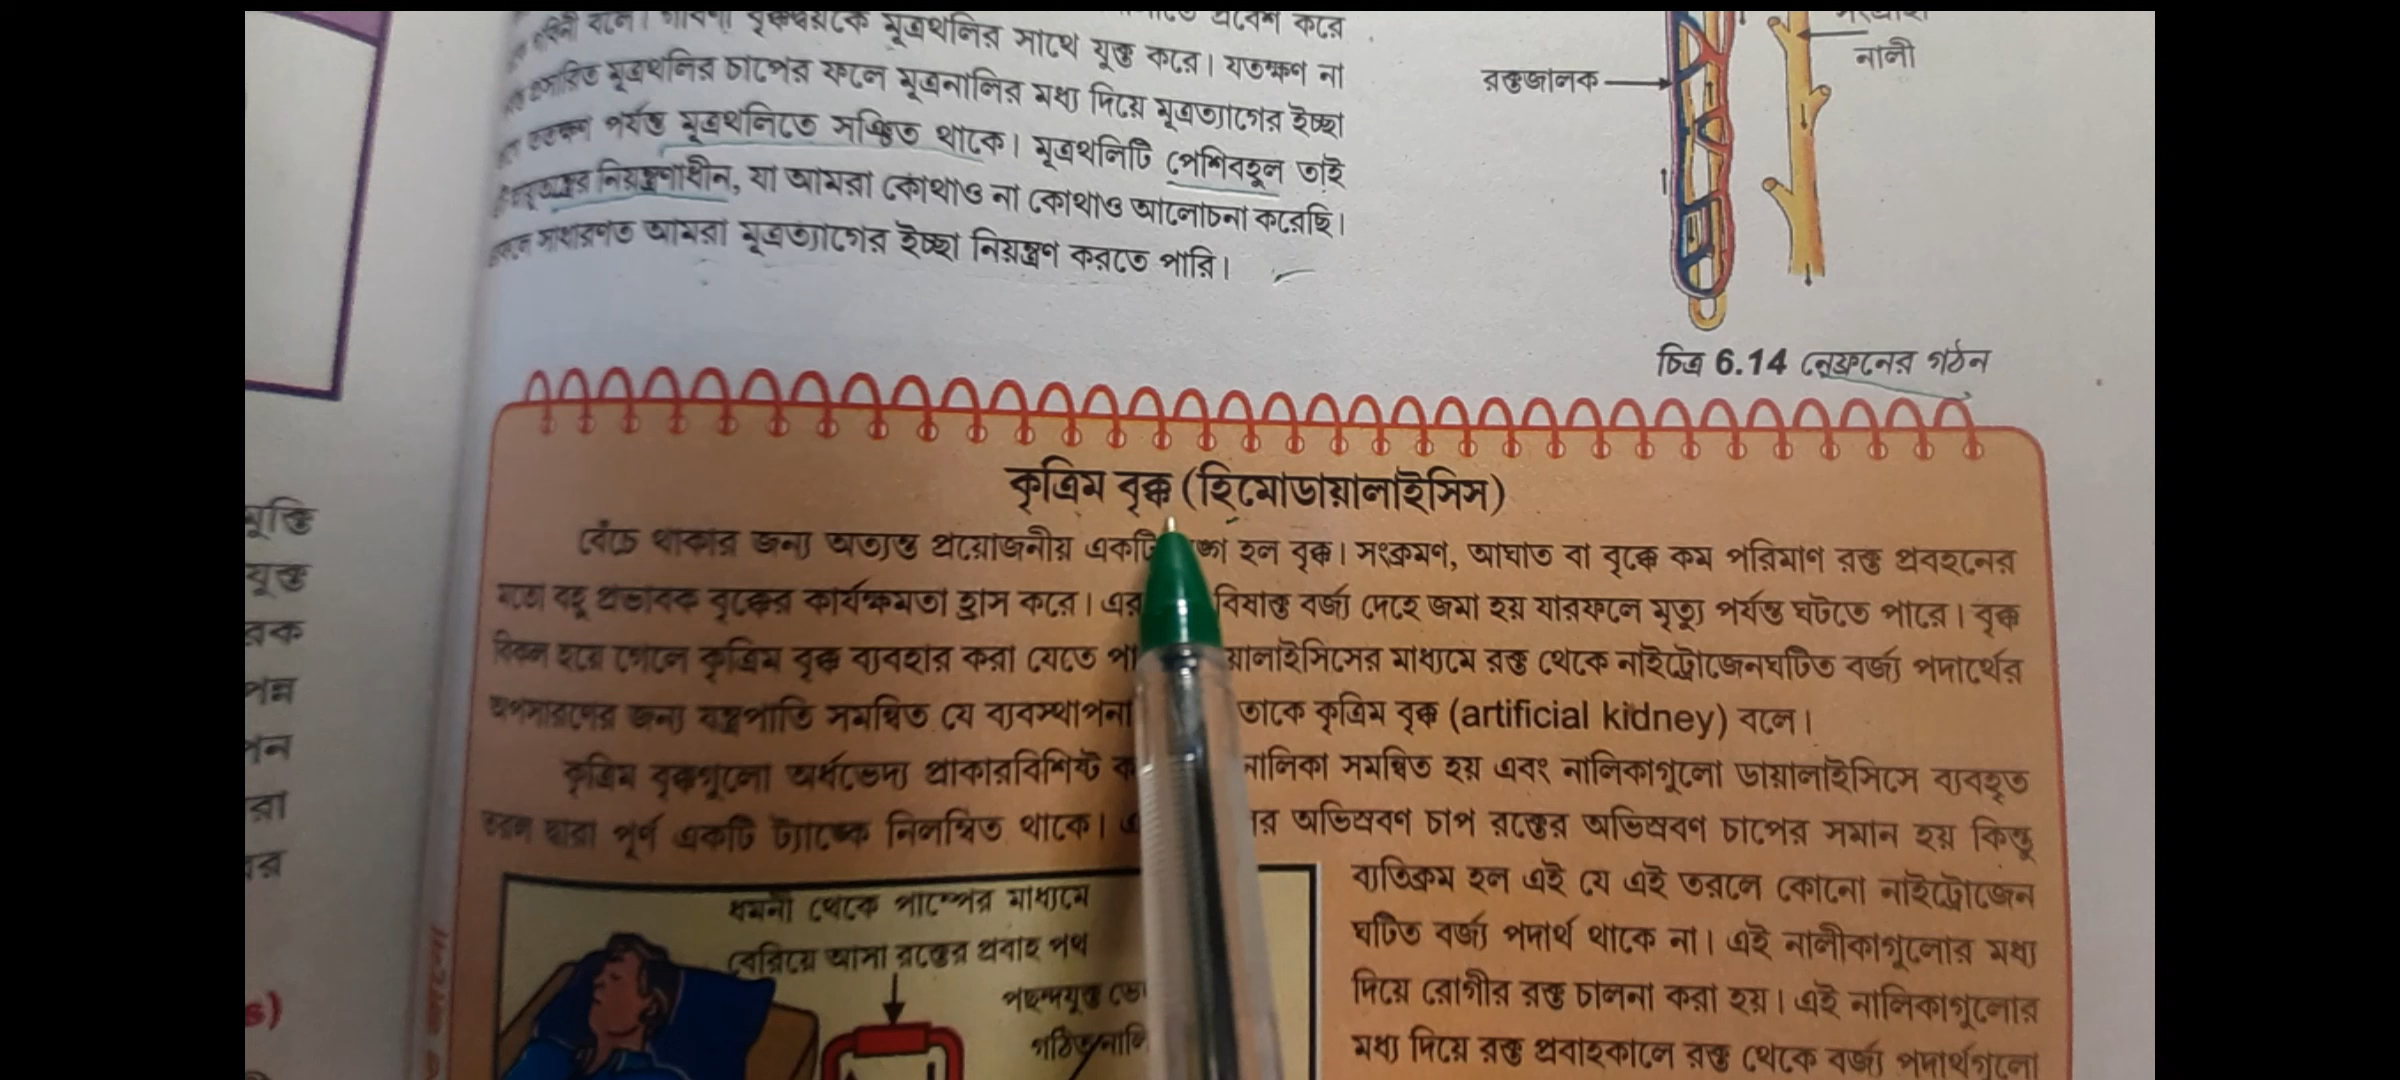 প্রবেশ করে
বলে। গবিনী বৃক্কদ্বয়কে মূত্রথলির সাথে যুক্ত করে। যতক্ষণ না
প্রসারিত মূত্রথলির চাপের ফলে মূত্রনালির মধ্য দিয়ে মূত্রত্যাগের ইচ্ছা
ততক্ষণ পর্যন্ত মূত্রথলিতে সঞ্চিত থাকে। মূত্রথলিটি পেশিবহুল তাই
নিয়ন্ত্রণাধীন, যা আমরা কোথাও না কোথাও আলোচনা করেছি।
সাধারণত আমরা মূত্রত্যাগের ইচ্ছা নিয়ন্ত্রণ করতে পারি।
নালী
রক্তজালক
চিত্র 6.14 নেফ্রনের গঠন
কৃত্রিম বৃক্ক (হিমোডায়ালাইসিস)
বেঁচে থাকার জন্য অত্যন্ত প্রয়োজনীয় একটি হল বৃক্ক। সংক্রমণ, আঘাত বা বৃক্কে কম পরিমাণ রক্ত প্রবহনের
মতো বহু প্রভাবক বৃক্কের কার্যক্ষমতা হ্রাস করে। এর বিষাক্ত বর্জ্য দেহে জমা হয় যারফলে মৃত্যু পর্যন্ত ঘটতে পারে। বৃক্ক
বিকল হয়ে গেলে কৃত্রিম বৃক্ক ব্যবহার করা যেতে পা য়ালাইসিসের মাধ্যমে রক্ত থেকে নাইট্রোজেনঘটিত বর্জ্য পদার্থের
অপসারণের জন্য যন্ত্রপাতি সমন্বিত যে ব্যবস্থাপনা তাকে কৃত্রিম বৃক্ক (artificial kidney) বলে।
কৃত্রিম বৃক্কগুলো অর্ধভেদ্য প্রাকারবিশিষ্ট ক নালিকা সমন্বিত হয় এবং নালিকাগুলো ডায়ালাইসিসে ব্যবহৃত
তরল দ্বারা পূর্ণ একটি ট্যাঙ্কে নিলম্বিত থাকে। এ ার অভিস্রবণ চাপ রক্তের অভিস্রবণ চাপের সমান হয় কিন্তু
ব্যতিক্রম হল এই যে এই তরলে কোনো নাইট্রোজেন
ঘটিত বর্জ্য পদার্থ থাকে না। এই নালীকাগুলোর মধ্য
দিয়ে রোগীর রক্ত চালনা করা হয়। এই নালিকাগুলোর
মধ্য দিয়ে রক্ত প্রবাহকালে রক্ত থেকে বর্জ্য পদার্থগুলো
ধমনী থেকে পাম্পের মাধ্যমে
বেরিয়ে আসা রক্তের প্রবাহ পথ